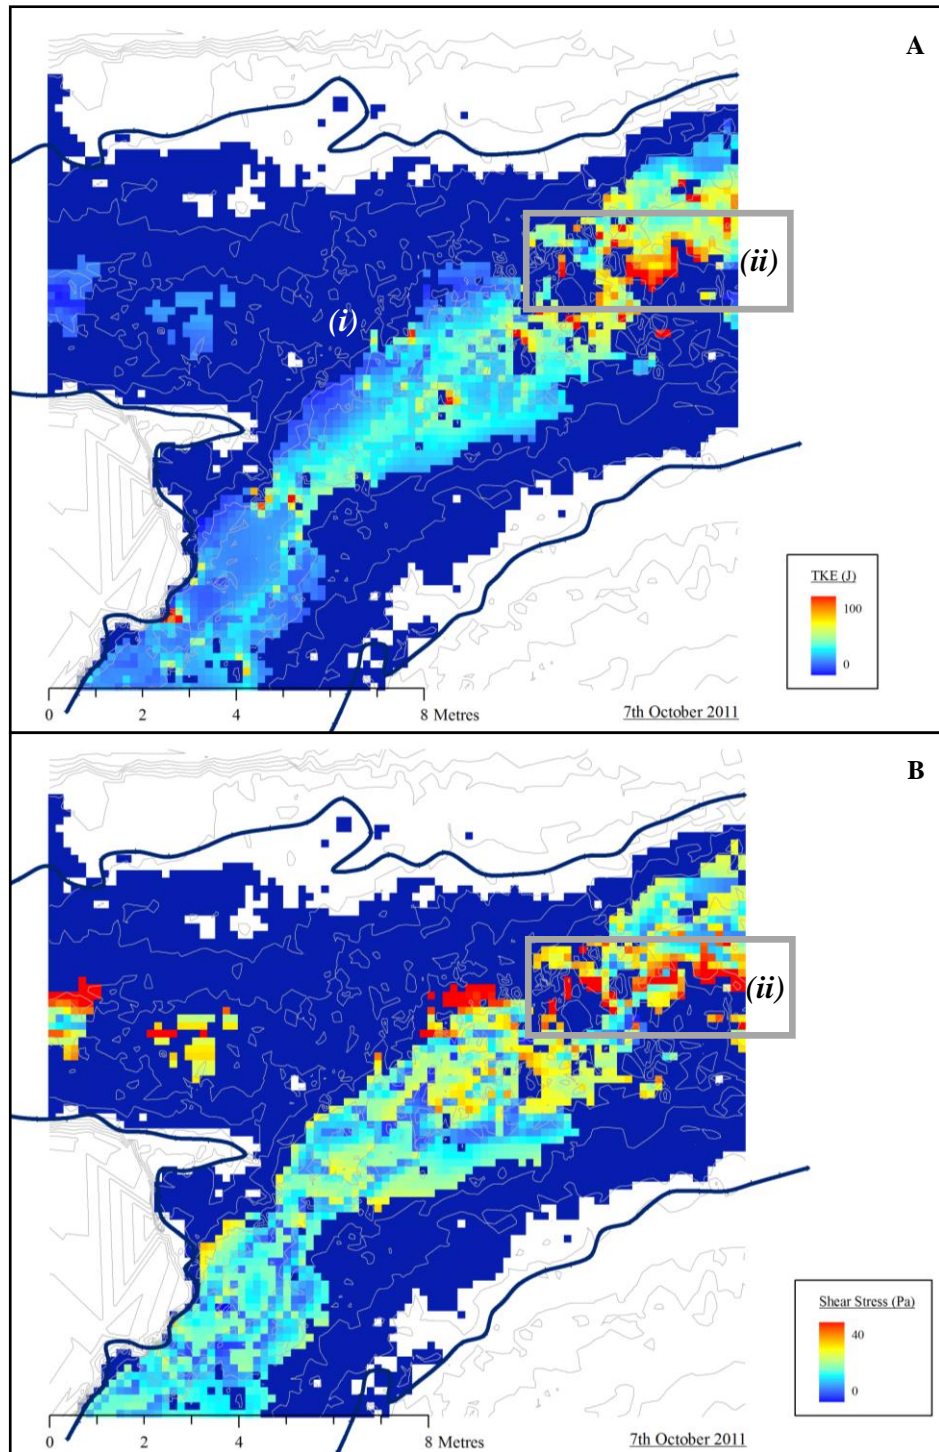 A
(ii)
(i)
TKE (J)
100
0
0 2 4 8 Metres
7th October 2011
B
(ii)
Shear Stress (Pa)
40
0
0 2 4 8 Metres
7th October 2011